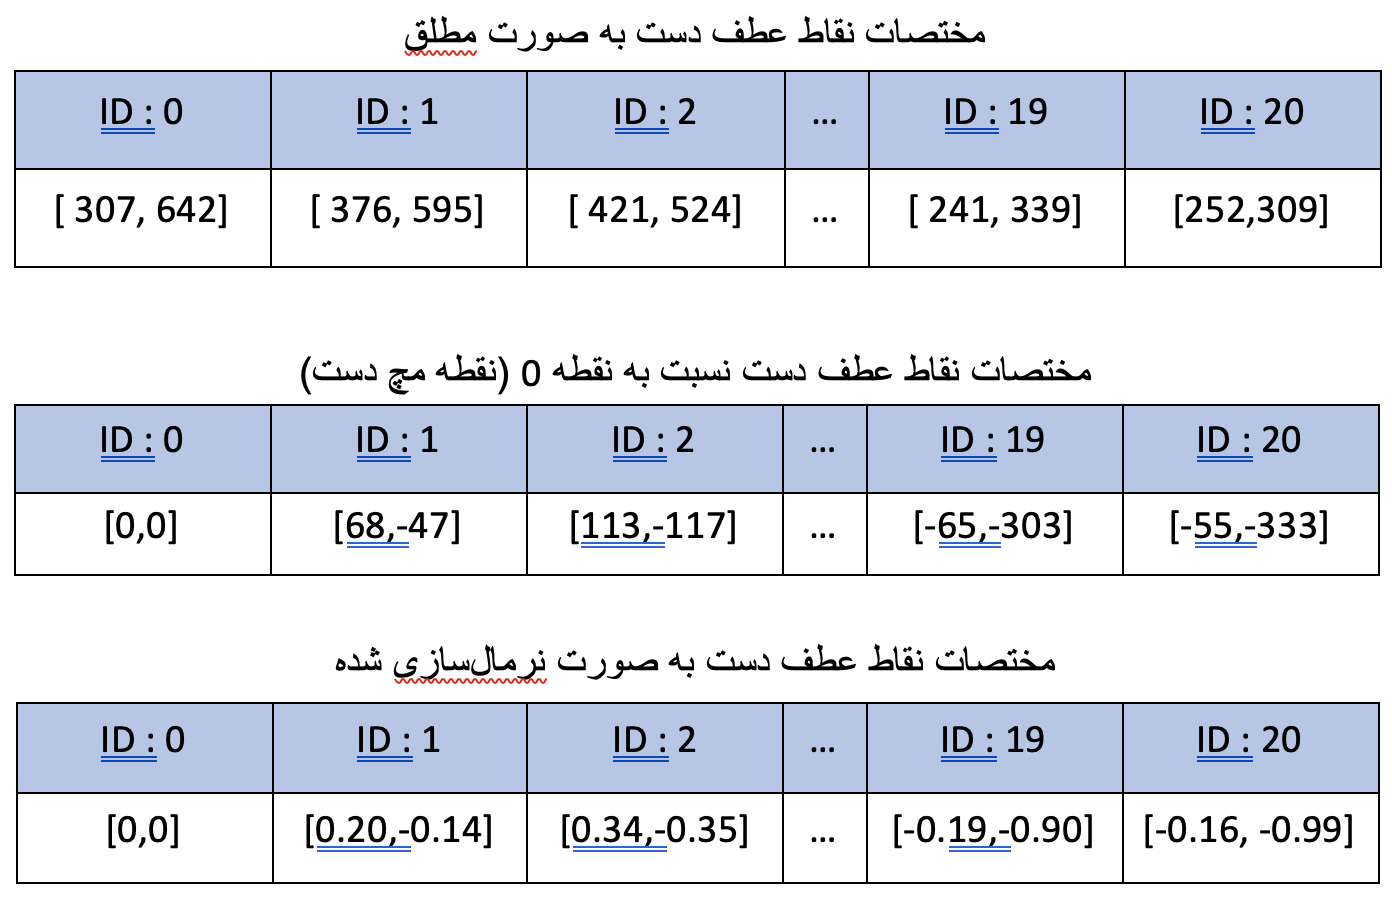 مختصات نقاط عطف دست به صورت مطلق
ID : 0 ID : 1 ID : 2 ... ID : 19 ID : 20
[ 307, 642] [ 376, 595] [ 421, 524] ... [ 241, 339] [252,309]
مختصات نقاط عطف دست نسبت به نقطه 0 (نقطه مچ دست)
ID : 0 ID : 1 ID : 2 ... ID : 19 ID : 20
[0,0] [68,-47] [113,-117] ... [-65,-303] [-55,-333]
مختصات نقاط عطف دست به صورت نرمال‌سازی شده
ID : 0 ID : 1 ID : 2 ... ID : 19 ID : 20
[0,0] [0.20,-0.14] [0.34,-0.35] ... [-0.19,-0.90] [-0.16, -0.99]